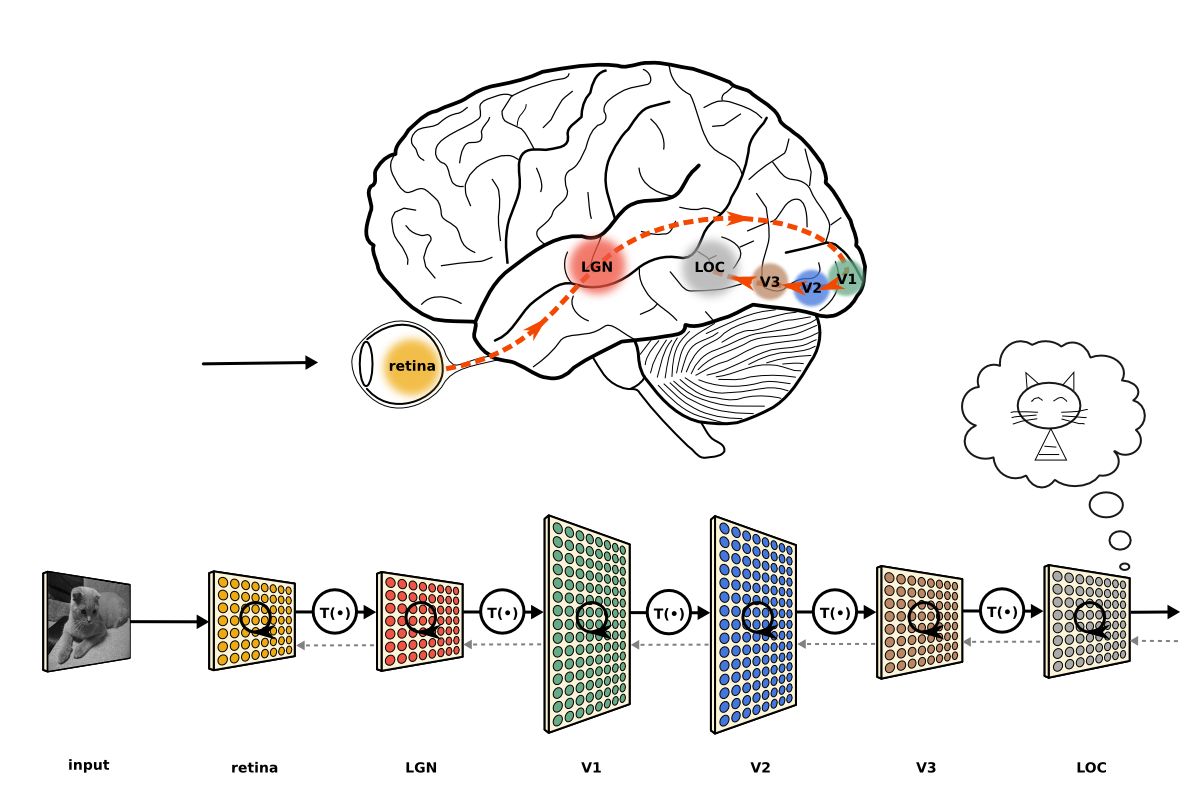 LGN
LOC
V3
V2
V1
retina
T(•)
T(•)
T(•)
T(•)
T(•)
input
retina
LGN
V1
V2
V3
LOC